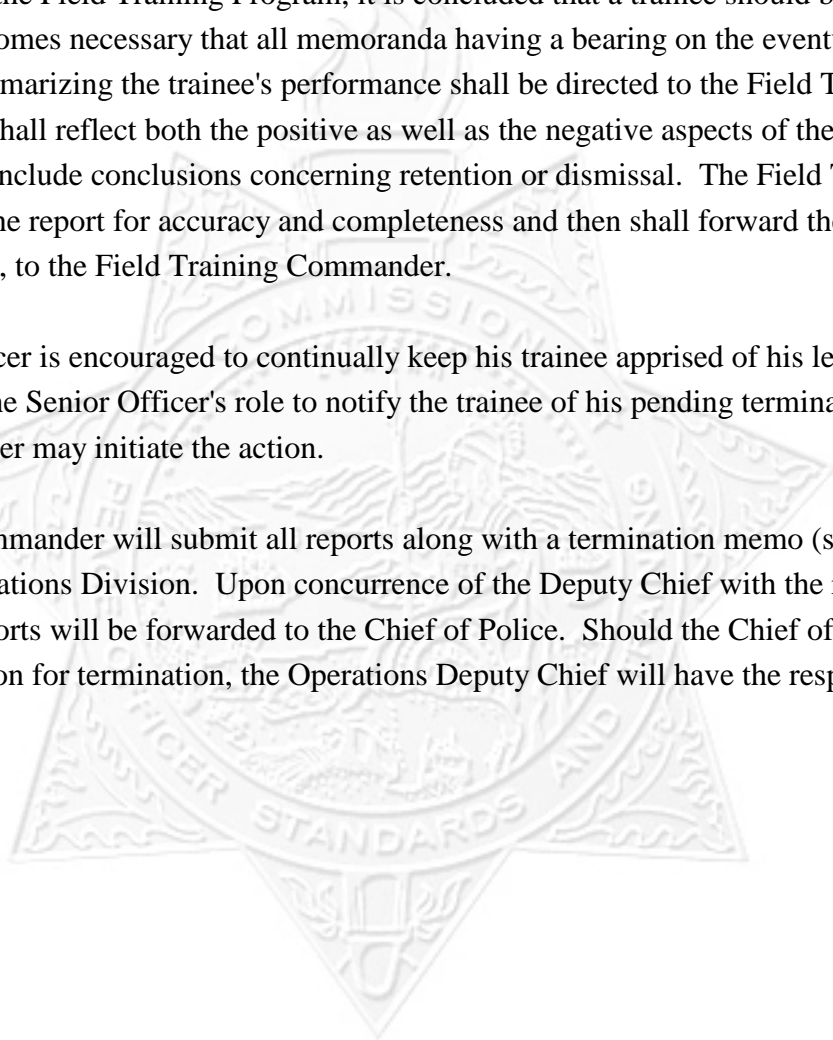 the Field Training Program, it is concluded that a trainee should b
omes necessary that all memoranda having a bearing on the event
marizing the trainee's performance shall be directed to the Field T
hall reflect both the positive as well as the negative aspects of the
include conclusions concerning retention or dismissal. The Field T
he report for accuracy and completeness and then shall forward the
, to the Field Training Commander.
cer is encouraged to continually keep his trainee apprised of his le
he Senior Officer's role to notify the trainee of his pending termina
er may initiate the action.
mmander will submit all reports along with a termination memo (s
ations Division. Upon concurrence of the Deputy Chief with the
orts will be forwarded to the Chief of Police. Should the Chief of
on for termination, the Operations Deputy Chief will have the resp
COMMISSION
OFFICER STANDARDS AND